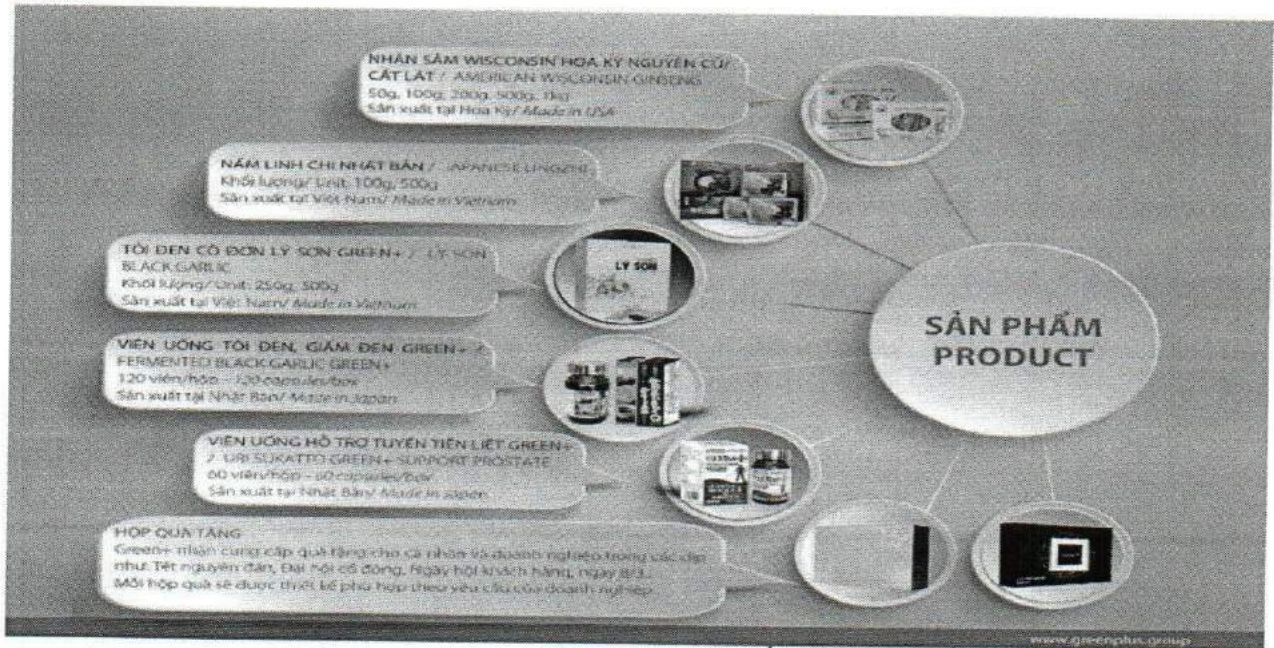 NHÂN SÂM WISCONSIN HOA KỲ NGUYÊN CỦ/
CẮT LÁT / AMERICAN WISCONSIN GINSENG
50g, 100g, 200g, 500g, 1kg
Sản xuất tại Hoa Kỳ/ Made in USA
NẤM LINH CHI NHẬT BẢN / JAPANESE LINGZHI
Khối lượng/ Unit: 100g, 500g
Sản xuất tại Việt Nam/ Made in Vietnam
TỎI ĐEN CÔ ĐƠN LÝ SƠN GREEN+ / LY SON
BLACK GARLIC
Khối lượng/ Unit: 250g, 500g
Sản xuất tại Việt Nam/ Made in Vietnam
LY SON
VIÊN UỐNG TỎI ĐEN, GIẤM ĐEN GREEN+ /
FERMENTED BLACK GARLIC GREEN+
120 viên/hộp - 120 capsules/box
Sản xuất tại Nhật Bản/ Made in Japan
VIÊN UỐNG HỖ TRỢ TUYẾN TIỀN LIỆT GREEN+
/ URI SUKATTO GREEN+ SUPPORT PROSTATE
60 viên/hộp - 60 capsules/box
Sản xuất tại Nhật Bản/ Made in Japan
HỘP QUÀ TẶNG
Green+ nhận cung cấp quà tặng cho cá nhân và doanh nghiệp trong các dịp
như: Tết nguyên đán, Đại hội cổ đông, Ngày hội khách hàng, ngày 8/3...
Mỗi hộp quà sẽ được thiết kế phù hợp theo yêu cầu của doanh nghiệp
SẢN PHẨM
PRODUCT
www.greenplus.group